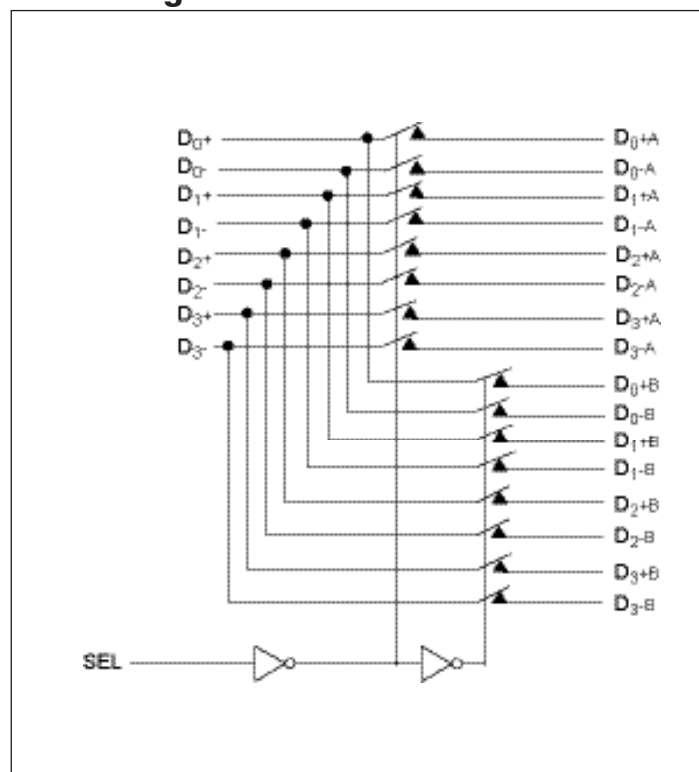 D0+
D0-
D1+
D1-
D2+
D2-
D3+
D3-
D0+A
D0-A
D1+A
D1-A
D2+A
D2-A
D3+A
D3-A
D0+B
D0-B
D1+B
D1-B
D2+B
D2-B
D3+B
D3-B
SEL